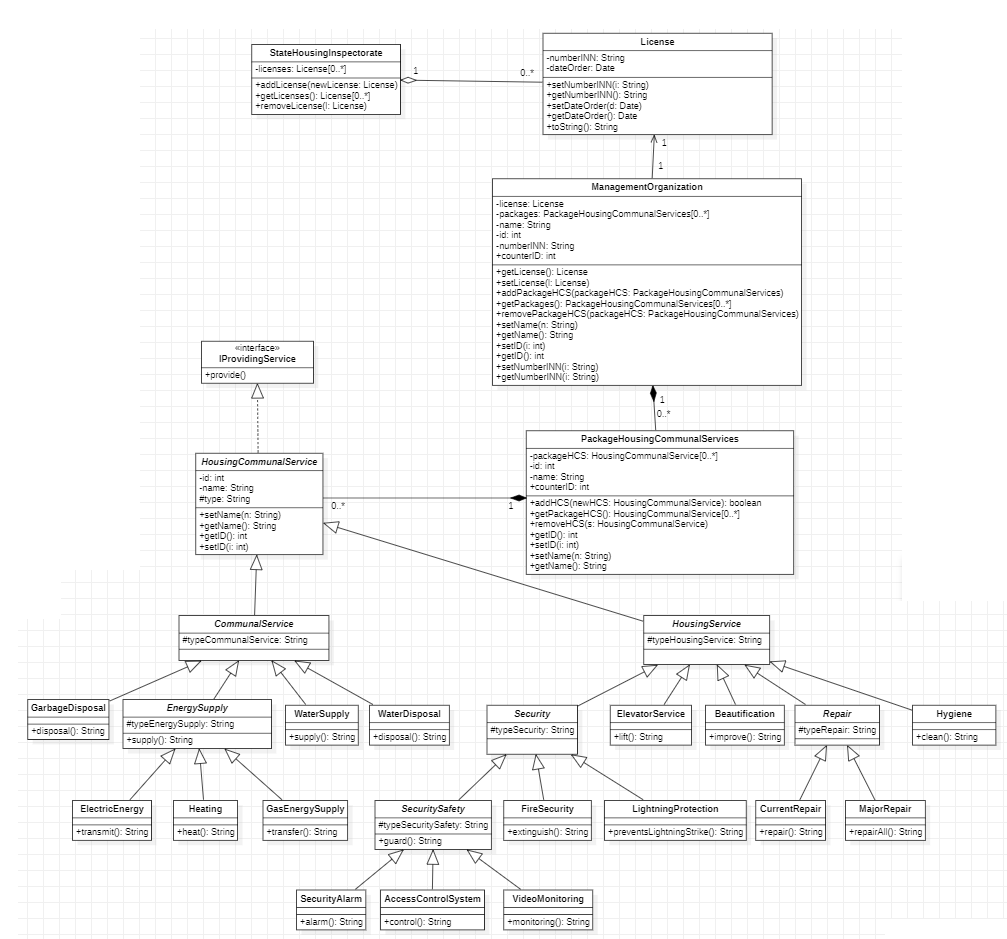 StateHousingInspectorate
-licenses: License[0..*]
+addLicense(newLicense: License)
+getLicenses(): License[0..*]
+removeLicense(l: License)
1
0..*
License
-numberINN: String
-dateOrder: Date
+setNumberINN(i: String)
+getNumberINN(): String
+setDateOrder(d: Date)
+getDateOrder(): Date
+toString(): String
1
1
ManagementOrganization
-license: License
-packages: PackageHousingCommunalServices[0..*]
-name: String
-id: int
-numberINN: String
+counterID: int
+getLicense(): License
+setLicense(l: License)
+addPackageHCS(packageHCS: PackageHousingCommunalServices)
+getPackages(): PackageHousingCommunalServices[0..*]
+removePackageHCS(packageHCS: PackageHousingCommunalServices)
+setName(n: String)
+getName(): String
+setID(i: int)
+getID(): int
+setNumberINN(i: String)
+getNumberINN(i: String)
«interface»
IProvidingService
+provide()
1
0..*
PackageHousingCommunalServices
-packageHCS: HousingCommunalService[0..*]
-id: int
-name: String
+counterID: int
+addHCS(newHCS: HousingCommunalService): boolean
+getPackageHCS(): HousingCommunalService[0..*]
+removeHCS(s: HousingCommunalService)
+getID(): int
+setID(i: int)
+setName(n: String)
+getName(): String
HousingCommunalService
-id: int
-name: String
#type: String
+setName(n: String)
+getName(): String
+getID(): int
+setID(i: int)
0..*
1
CommunalService
#typeCommunalService: String
HousingService
#typeHousingService: String
GarbageDisposal
+disposal(): String
EnergySupply
#typeEnergySupply: String
+supply(): String
WaterSupply
+supply(): String
WaterDisposal
+disposal(): String
Security
#typeSecurity: String
ElevatorService
+lift(): String
Beautification
+improve(): String
Repair
#typeRepair: String
Hygiene
+clean(): String
ElectricEnergy
+transmit(): String
Heating
+heat(): String
GasEnergySupply
+transfer(): String
SecuritySafety
#typeSecuritySafety: String
+guard(): String
FireSecurity
+extinguish(): String
LightningProtection
+preventsLightningStrike(): String
CurrentRepair
+repair(): String
MajorRepair
+repairAll(): String
SecurityAlarm
+alarm(): String
AccessControlSystem
+control(): String
VideoMonitoring
+monitoring(): String